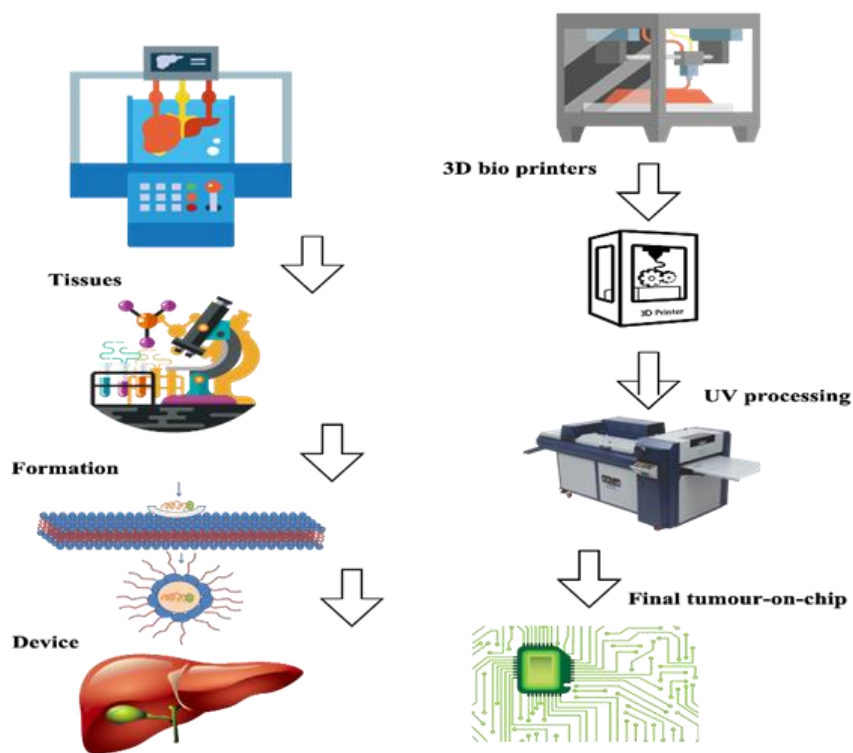 Tissues
Formation
Device
3D bio printers
3D Printer
UV processing
Final tumour-on-chip